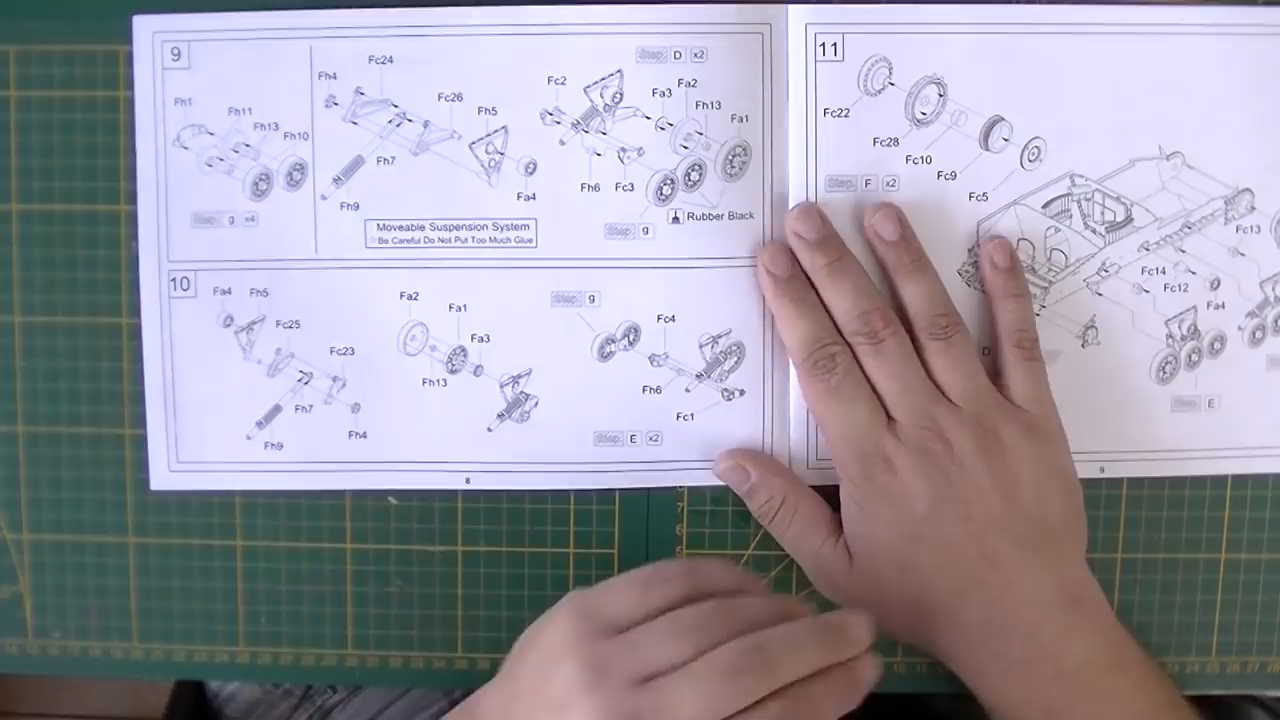 9
Fh1
Fh11
Fh13
Fh10
Step g x4
Fh4
Fc24
Fc26
Fh5
Fh7
Fh9
Fa4
Moveable Suspension System
Be Careful Do Not Put Too Much Glue
Step D x2
Fc2
Fa3
Fa2
Fh13
Fa1
Fh6
Fc3
Step g
Rubber Black
10
Fa4
Fh5
Fc25
Fc23
Fh7
Fh9
Fh4
Fa2
Fa1
Fa3
Fh13
Step g
Fc4
Fh6
Fc1
Step E x2
8
11
Fc22
Fc28
Fc10
Fc9
Fc5
Step F x2
Fc13
Fc14
Fc12
Fa4
D
Step E
9